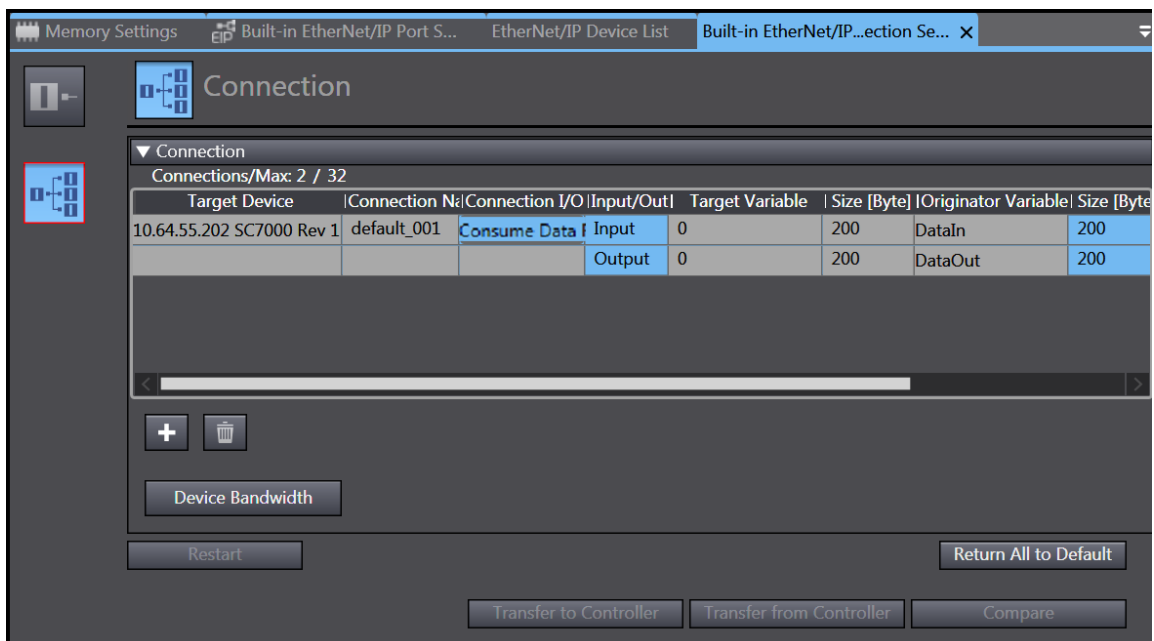 Memory Settings
EIP Built-in EtherNet/IP Port S...
EtherNet/IP Device List
Built-in EtherNet/IP...ection Se... X
Connection
▼ Connection
Connections/Max: 2 / 32
Target Device |Connection Na|Connection I/O |Input/Out| Target Variable | Size [Byte] |Originator Variable| Size [Byte
10.64.55.202 SC7000 Rev 1 default_001 Consume Data Input 0 200 DataIn 200
Output 0 200 DataOut 200
+
Device Bandwidth
Restart
Return All to Default
Transfer to Controller Transfer from Controller Compare